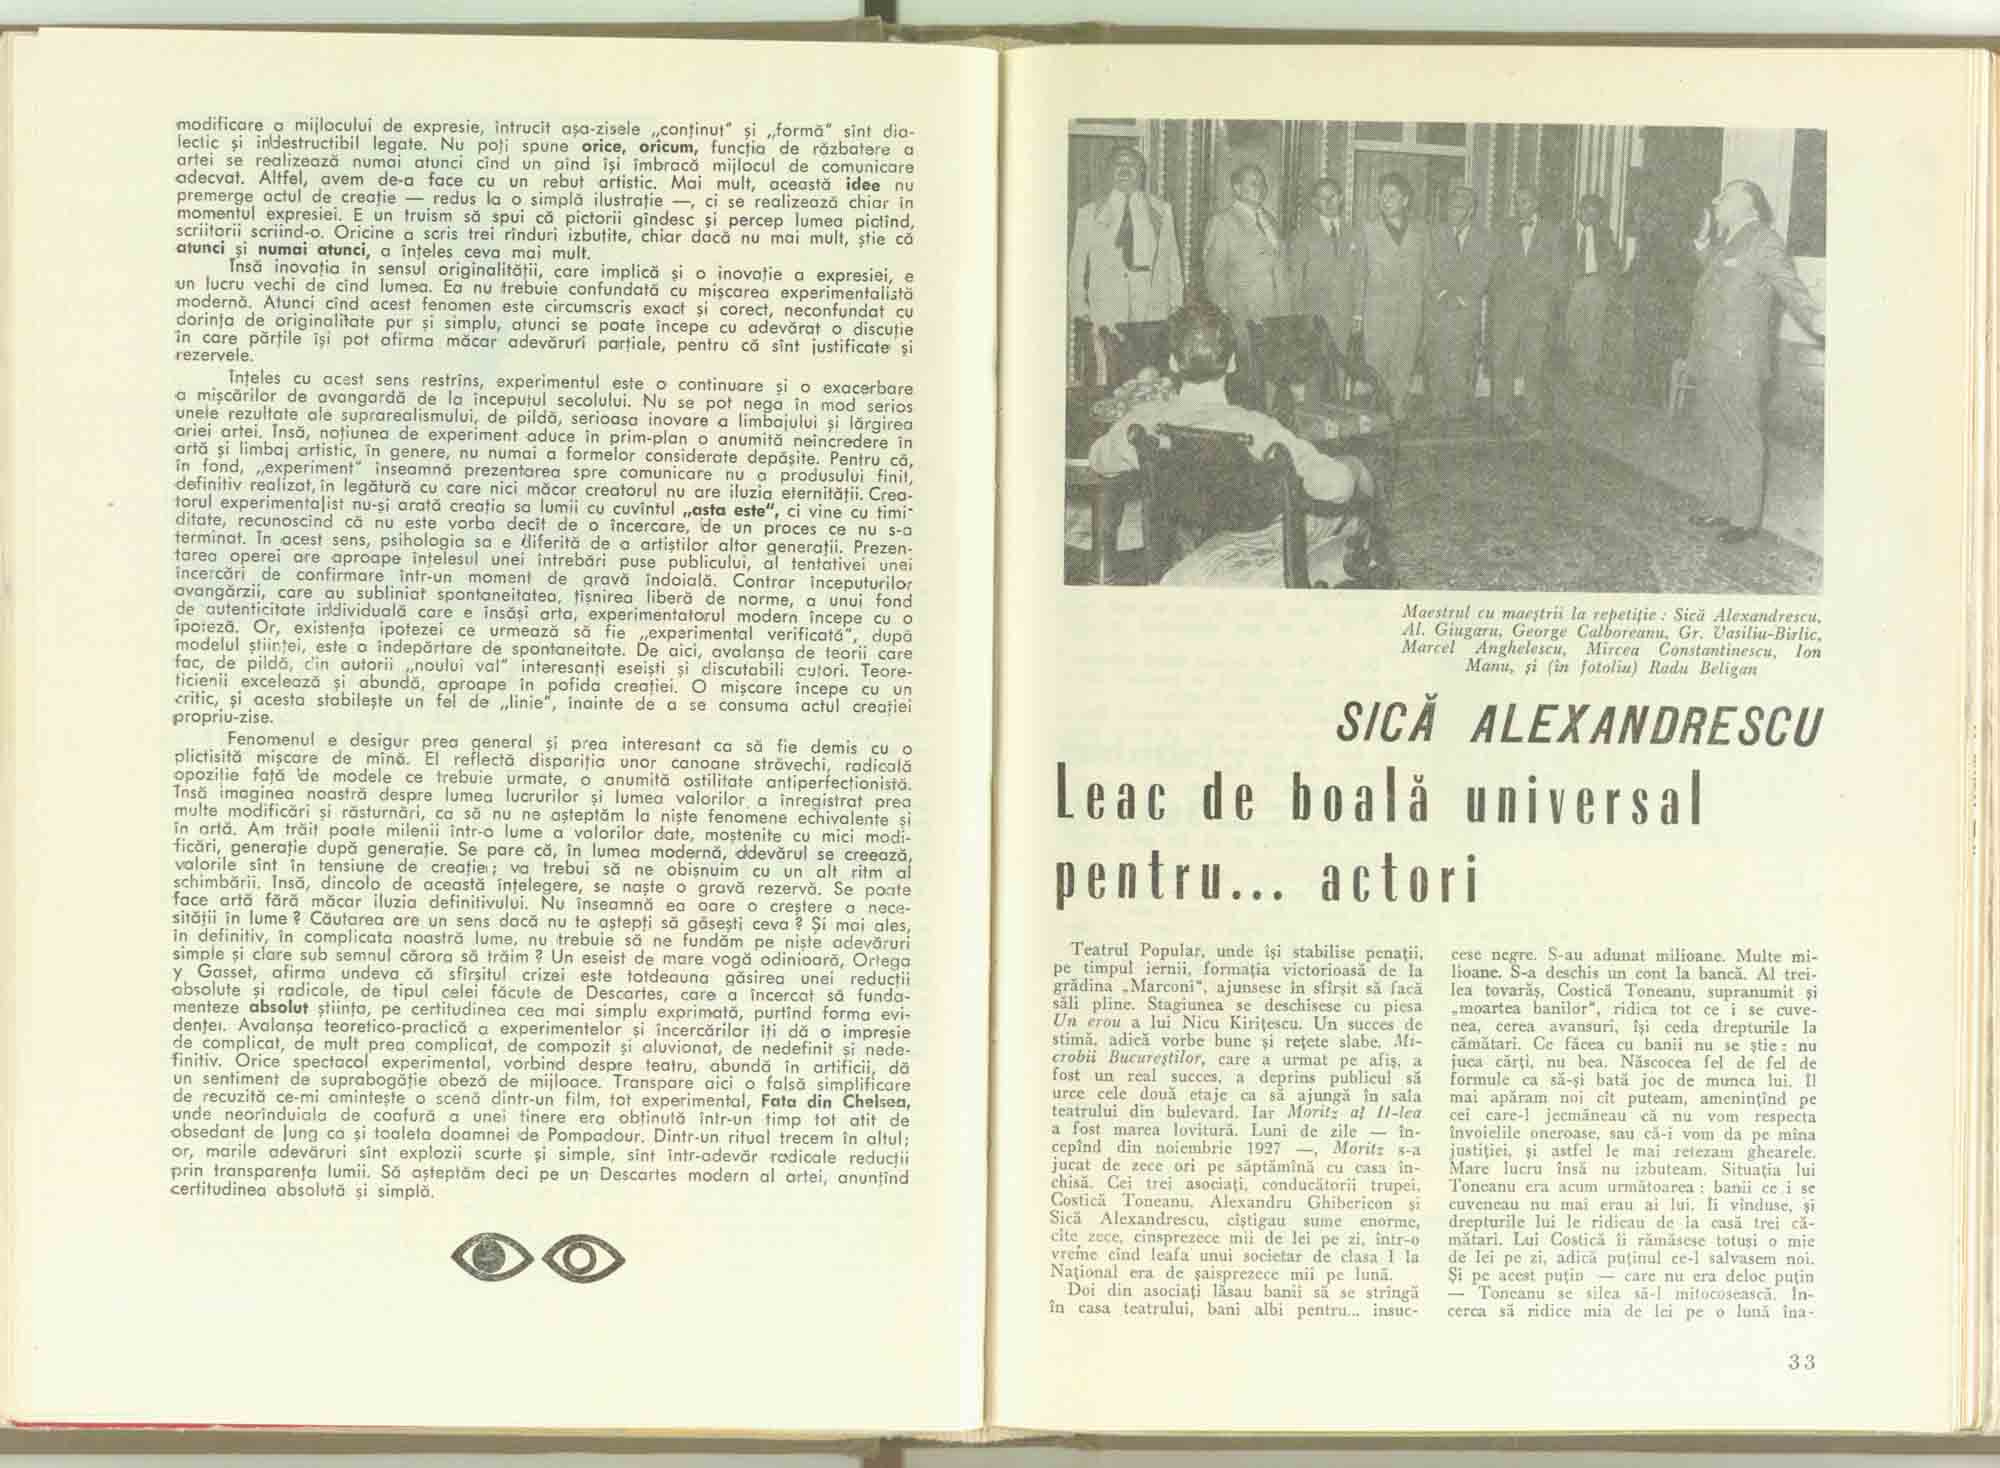 modificare a mijlocului de expresie, întrucît așa-zisele „conținut" și „formă" sînt dia-
lectic și indestructibil legate. Nu poți spune orice, oricum, funcția de răzbatere a
artei se realizează numai atunci cînd un gînd își îmbracă mijlocul de comunicare
adecvat. Altfel, avem de-a face cu un rebut artistic. Mai mult, această idee nu
premerge actul de creație — redus la o simplă ilustrație —, ci se realizează chiar în
momentul expresiei. E un truism să spui că pictorii gîndesc și percep lumea pictînd,
scriitorii scriind-o. Oricine a scris trei rînduri izbutite, chiar dacă nu mai mult, știe că
atunci și numai atunci, a înțeles ceva mai mult.
Însă inovația în sensul originalității, care implică și o inovație a expresiei, e
un lucru vechi de cînd lumea. Ea nu trebuie confundată cu mișcarea experimentalistă
modernă. Atunci cînd acest fenomen este circumscris exact și corect, neconfundat cu
dorința de originalitate pur și simplu, atunci se poate începe cu adevărat o discuție
în care părțile își pot afirma măcar adevăruri parțiale, pentru că sînt justificate și
rezervele.
Înțeles cu acest sens restrîns, experimentul este o continuare și o exacerbare
a mișcărilor de avangardă de la începutul secolului. Nu se pot nega în mod serios
unele rezultate ale suprarealismului, de pildă, serioasa inovare a limbajului și lărgirea
ariei artei. Însă, noțiunea de experiment aduce în prim-plan o anumită neîncredere în
artă și limbaj artistic, în genere, nu numai a formelor considerate depășite. Pentru că,
în fond, „experiment" înseamnă prezentarea spre comunicare nu a produsului finit,
definitiv realizat, în legătură cu care nici măcar creatorul nu are iluzia eternității. Crea-
torul experimentalist nu-și arată creația sa lumii cu cuvîntul „asta este", ci vine cu timi-
ditate, recunoscînd că nu este vorba decît de o încercare, de un proces ce nu s-a
terminat. În acest sens, psihologia sa e diferită de a artiștilor altor generații. Prezen-
tarea operei are aproape înțelesul unei întrebări puse publicului, al tentativei unei
încercări de confirmare într-un moment de gravă îndoială. Contrar începuturilor
avangărzii, care au subliniat spontaneitatea, țîșnirea liberă de norme, a unui fond
de autenticitate individuală care e însăși arta, experimentatorul modern începe cu o
ipoteză. Or, existența ipotezei ce urmează să fie „experimental verificată", după
modelul științei, este o îndepărtare de spontaneitate. De aici, avalanșa de teorii care
fac, de pildă, din autorii „noului val" interesanți eseiști și discutabili autori. Teore-
ticienii excelează și abundă, aproape în pofida creației. O mișcare începe cu un
critic, și acesta stabilește un fel de „linie", înainte de a se consuma actul creației
propriu-zise.
Fenomenul e desigur prea general și prea interesant ca să fie demis cu o
plictisită mișcare de mînă. El reflectă dispariția unor canoane străvechi, radicală
opoziție față de modele ce trebuie urmate, o anumită ostilitate antiperfecționistă.
Însă imaginea noastră despre lumea lucrurilor și lumea valorilor a înregistrat prea
multe modificări și răsturnări, ca să nu ne așteptăm la niște fenomene echivalente și
în artă. Am trăit poate milenii într-o lume a valorilor date, moștenite cu mici modi-
ficări, generație după generație. Se pare că, în lumea modernă, adevărul se creează,
valorile sînt în tensiune de creație; va trebui să ne obișnuim cu un alt ritm al
schimbării. Însă, dincolo de această înțelegere, se naște o gravă rezervă. Se poate
face artă fără măcar iluzia definitivului. Nu înseamnă ea oare o creștere a nece-
sității în lume? Căutarea are un sens dacă nu te aștepți să găsești ceva? Și mai ales,
în definitiv, în complicata noastră lume, nu trebuie să ne fundăm pe niște adevăruri
simple și clare sub semnul cărora să trăim? Un eseist de mare vogă odinioară, Ortega
y Gasset, afirma undeva că sfîrșitul crizei este totdeauna găsirea unei reducții
absolute și radicale, de tipul celei făcute de Descartes, care a încercat să funda-
menteze absolut știința, pe certitudinea cea mai simplu exprimată, purtînd forma evi-
denței. Avalanșa teoretico-practică a experimentelor și încercărilor îți dă o impresie
de complicat, de mult prea complicat, de compozit și aluvionat, de nedefinit și nede-
finitiv. Orice spectacol experimental, vorbind despre teatru, abundă în artificii, dă
un sentiment de suprabogăție obeză de mijloace. Transpare aici o falsă simplificare
de recuzită ce-mi amintește o scenă dintr-un film, tot experimental, Fata din Chelsea,
unde neorînduiala de coafură a unei tinere era obținută într-un timp tot atît de
obsedant de lung ca și toaleta doamnei de Pompadour. Dintr-un ritual trecem în altul;
or, marile adevăruri sînt explozii scurte și simple, sînt într-adevăr radicale reducții
prin transparența lumii. Să așteptăm deci pe un Descartes modern al artei, anunțînd
certitudinea absolută și simplă.
Maestrul cu maeștrii la repetiție : Sică Alexandrescu,
Al. Giugaru, George Calboreanu, Gr. Vasiliu-Birlic,
Marcel Anghelescu, Mircea Constantinescu, Ion
Manu, și (în fotoliu) Radu Beligan
SICĂ ALEXANDRESCU
Leac de boală universal
pentru... actori
Teatrul Popular, unde își stabilise penații,
pe timpul iernii, formația victorioasă de la
grădina „Marconi", ajunsese în sfîrșit să facă
săli pline. Stagiunea se deschisese cu piesa
Un erou a lui Nicu Kirițescu. Un succes de
stimă, adică vorbe bune și rețete slabe. Mi-
crobii Bucureștilor, care a urmat pe afiș, a
fost un real succes, a deprins publicul să
urce cele două etaje ca să ajungă în sala
teatrului din bulevard. Iar Moritz al II-lea
a fost marea lovitură. Luni de zile — în-
cepînd din noiembrie 1927 —, Moritz s-a
jucat de zece ori pe săptămînă cu casa în-
chisă. Cei trei asociați, conducătorii trupei,
Costică Toneanu, Alexandru Ghibericon și
Sică Alexandrescu, cîștigau sume enorme,
cîte zece, cinsprezece mii de lei pe zi, într-o
vreme cînd leafa unui societar de clasa I la
Național era de șaisprezece mii pe lună.
Doi din asociați lăsau banii să se strîngă
în casa teatrului, bani albi pentru... insuc-
cese negre. S-au adunat milioane. Multe mi-
lioane. S-a deschis un cont la bancă. Al trei-
lea tovarăș, Costică Toneanu, supranumit și
„moartea banilor", ridica tot ce i se cuve-
nea, cerea avansuri, își ceda drepturile la
cămătari. Ce făcea cu banii nu se știe : nu
juca cărți, nu bea. Născocea fel de fel de
formule ca să-și bată joc de munca lui. Îl
mai apăram noi cît puteam, amenințînd pe
cei care-l jecmăneau că nu vom respecta
învoielile oneroase, sau că-i vom da pe mîna
justiției, și astfel le mai retezam ghearele.
Mare lucru însă nu izbuteam. Situația lui
Toneanu era acum următoarea : banii ce i se
cuveneau nu mai erau ai lui. Îi vînduse, și
drepturile lui le ridicau de la casă trei că-
mătari. Lui Costică îi rămăsese totuși o mie
de lei pe zi, adică puținul ce-l salvasem noi.
Și pe acest puțin — care nu era deloc puțin
— Toneanu se silea să-l mitocosească. În-
cerca să ridice mia de lei pe o lună îna-
33